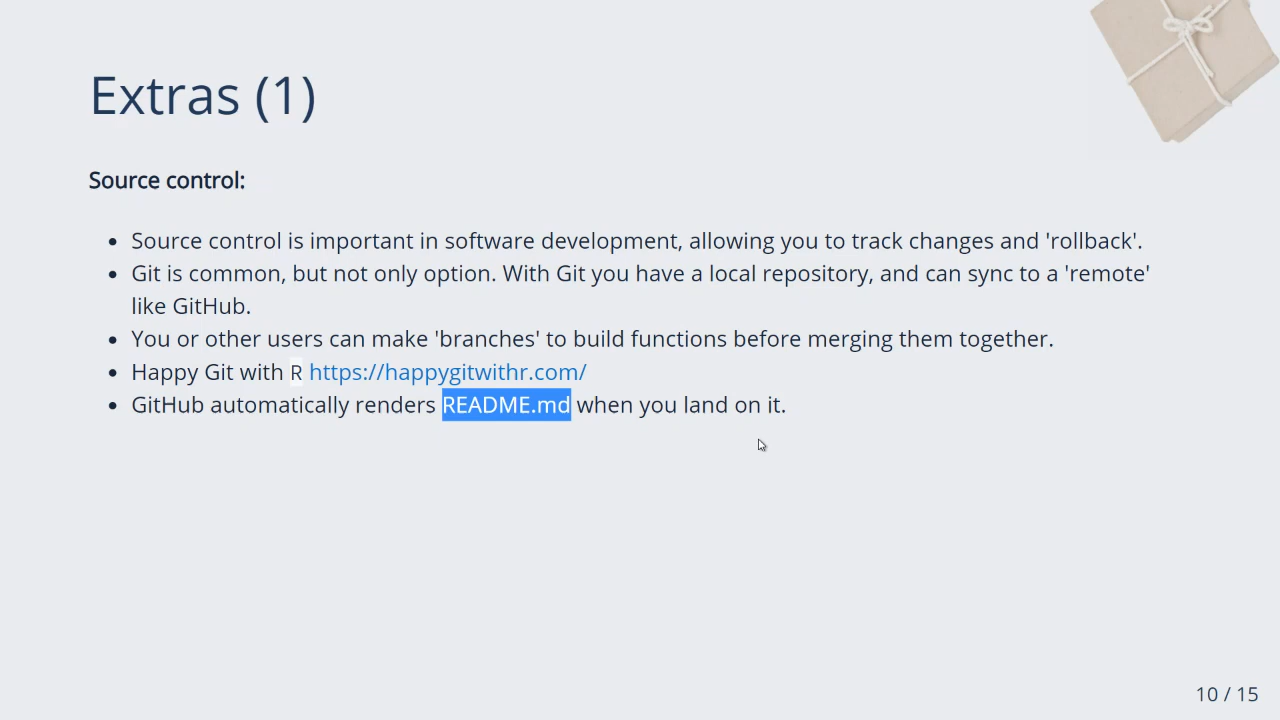 Extras (1)
Source control:
• Source control is important in software development, allowing you to track changes and 'rollback'.
• Git is common, but not only option. With Git you have a local repository, and can sync to a 'remote'
like GitHub.
• You or other users can make 'branches' to build functions before merging them together.
• Happy Git with R https://happygitwithr.com/
• GitHub automatically renders README.md when you land on it.
10 / 15